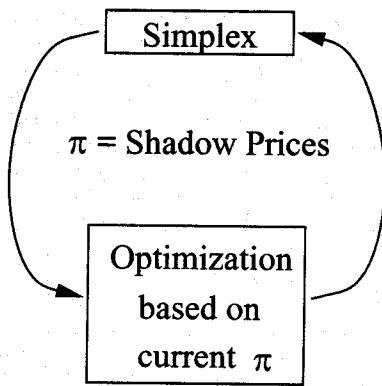 Simplex
π = Shadow Prices
Optimization
based on
current π